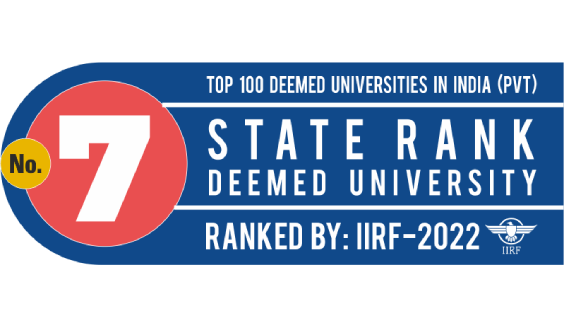 No.
7
TOP 100 DEEMED UNIVERSITIES IN INDIA (PVT)
STATE RANK
DEEMED UNIVERSITY
RANKED BY: IIRF-2022
IIRF